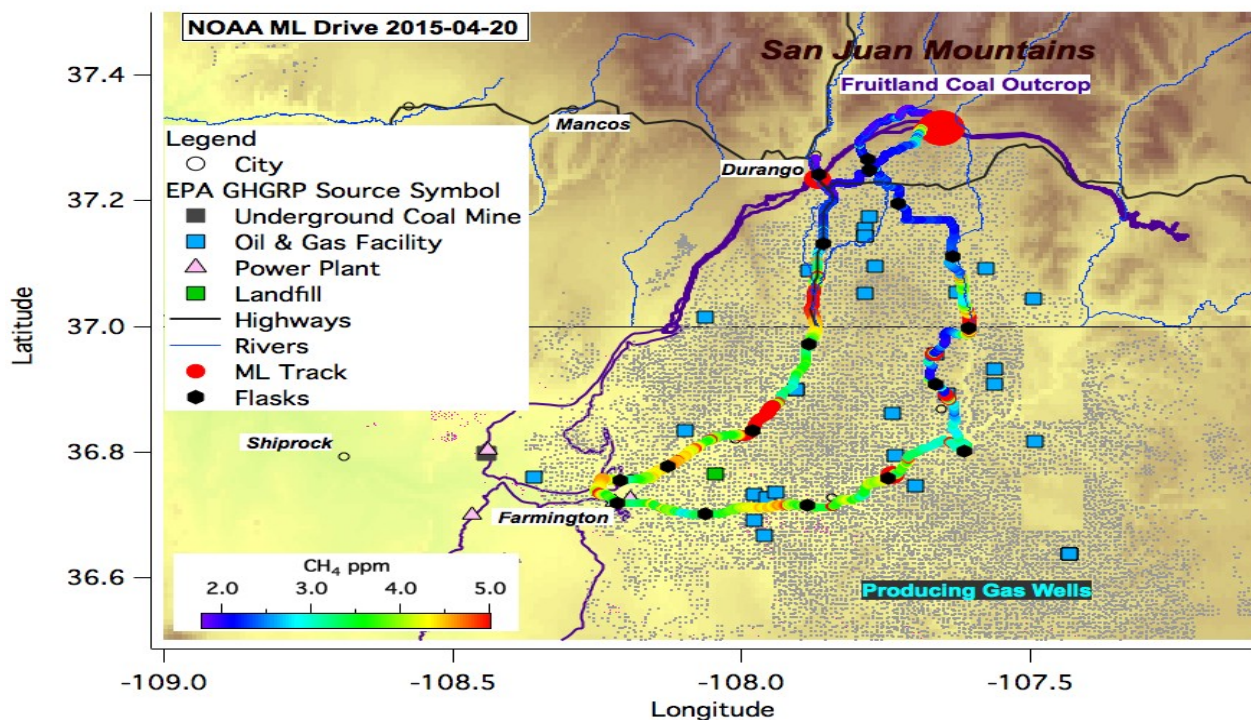 NOAA ML Drive 2015-04-20
San Juan Mountains
Fruitland Coal Outcrop
Mancos
Durango
Legend
City
EPA GHGRP Source Symbol
Underground Coal Mine
Oil & Gas Facility
Power Plant
Landfill
Highways
Rivers
ML Track
Flasks
Shiprock
Farmington
CH₄ ppm
2.0 3.0 4.0 5.0
Producing Gas Wells
Latitude
37.4
37.2
37.0
36.8
36.6
-109.0 -108.5 -108.0 -107.5
Longitude